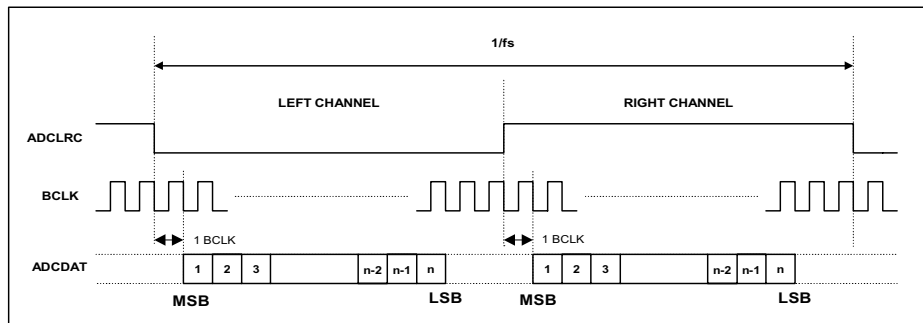 1/fs
LEFT CHANNEL RIGHT CHANNEL
ADCLRC
BCLK
1 BCLK 1 BCLK
ADCDAT 1 2 3 n-2 n-1 n 1 2 3 n-2 n-1 n
MSB LSB MSB LSB